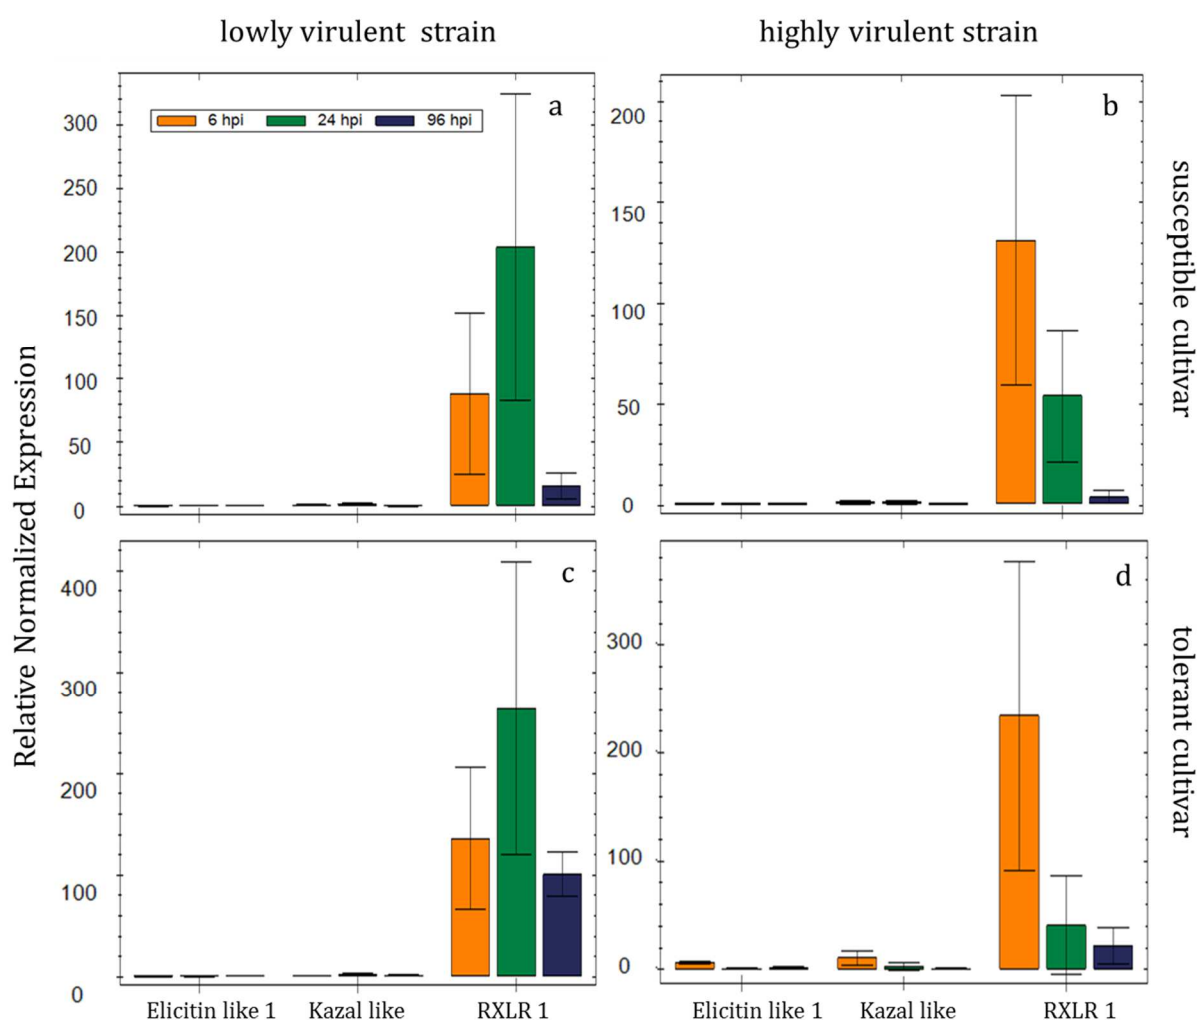 lowly virulent strain
highly virulent strain
a
6 hpi 24 hpi 96 hpi
300
250
200
150
100
50
0
b
200
150
100
50
0
susceptible cultivar
Relative Normalized Expression
c
400
300
200
100
0
d
300
200
100
0
tolerant cultivar
Elicitin like 1 Kazal like RXLR 1
Elicitin like 1 Kazal like RXLR 1